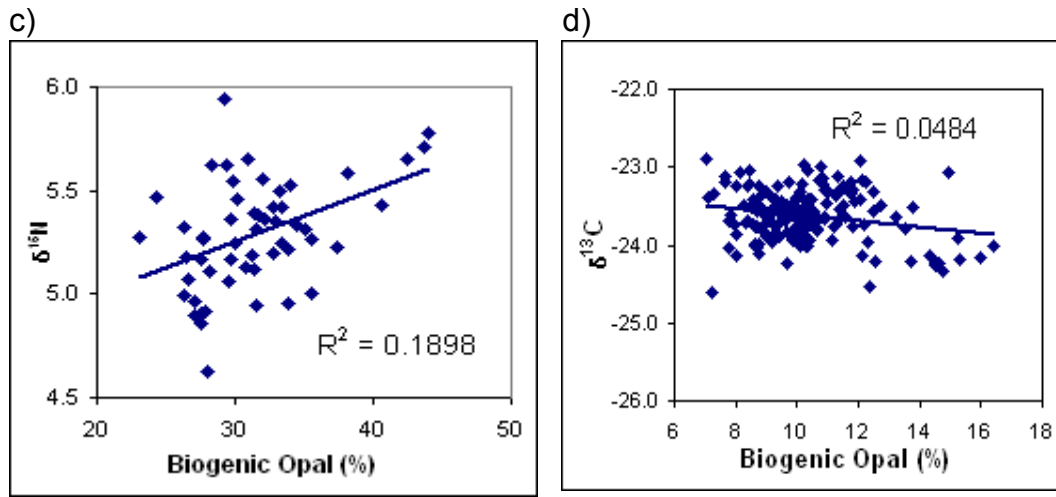 c)
6.0
5.5
5.0
4.5
δ¹⁵N
R² = 0.1898
20 30 40 50
Biogenic Opal (%)
d)
-22.0
-23.0
-24.0
-25.0
-26.0
δ¹³C
R² = 0.0484
6 8 10 12 14 16 18
Biogenic Opal (%)